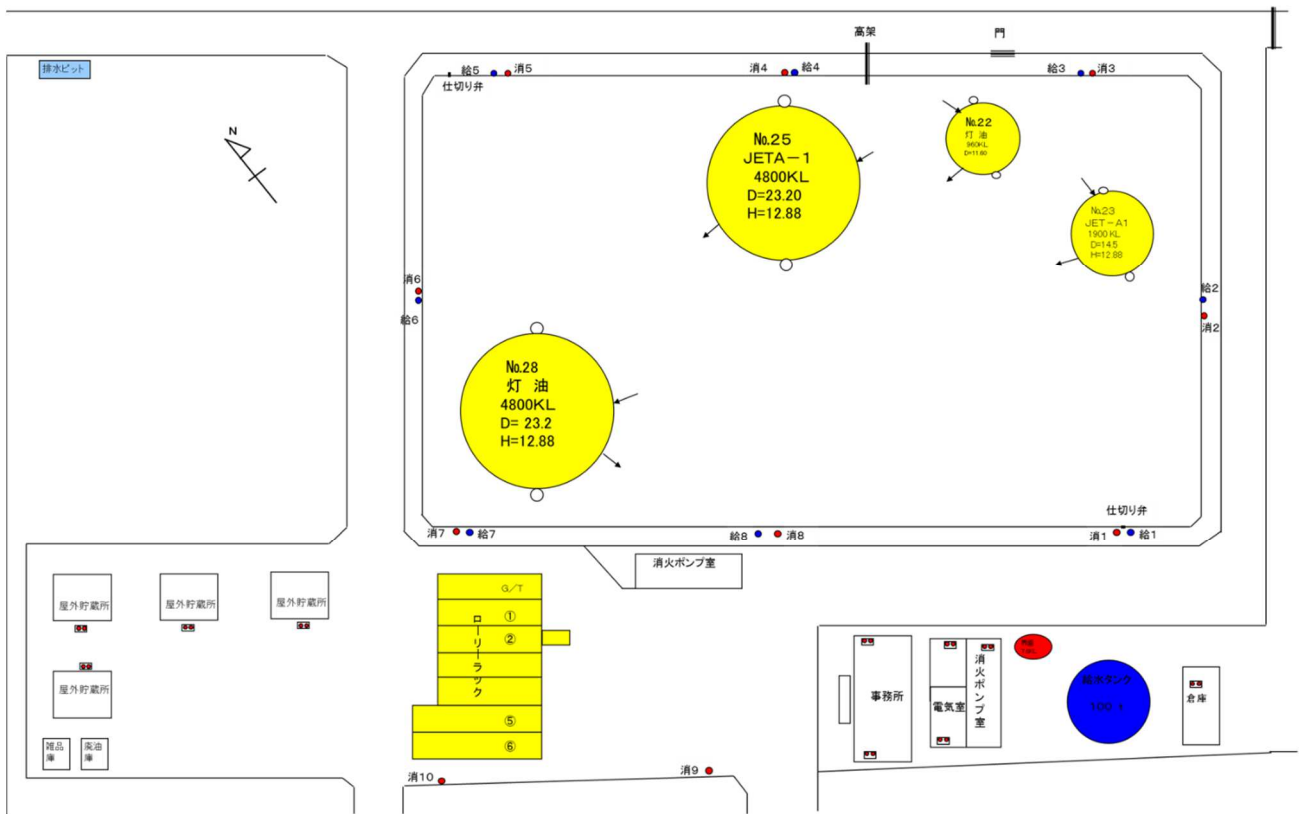 高架
門
排水ピット
給5
消5
仕切り弁
消4
給4
給3
消3
N
No.25
JETA-1
4800KL
D=23.20
H=12.88
No.22
灯 油
960KL
D=11.60
No.23
JET-A1
1900KL
D=14.5
H=12.88
消6
給6
給2
消2
No.28
灯 油
4800KL
D= 23.2
H=12.88
仕切り弁
消7
給7
給8
消8
消1
給1
消火ポンプ室
屋外貯蔵所
屋外貯蔵所
屋外貯蔵所
G/T
①
②
ローリーラック
⑤
⑥
屋外貯蔵所
雑品庫
廃油庫
事務所
電気室
消火ポンプ室
給水タンク
100
倉庫
消10
消9